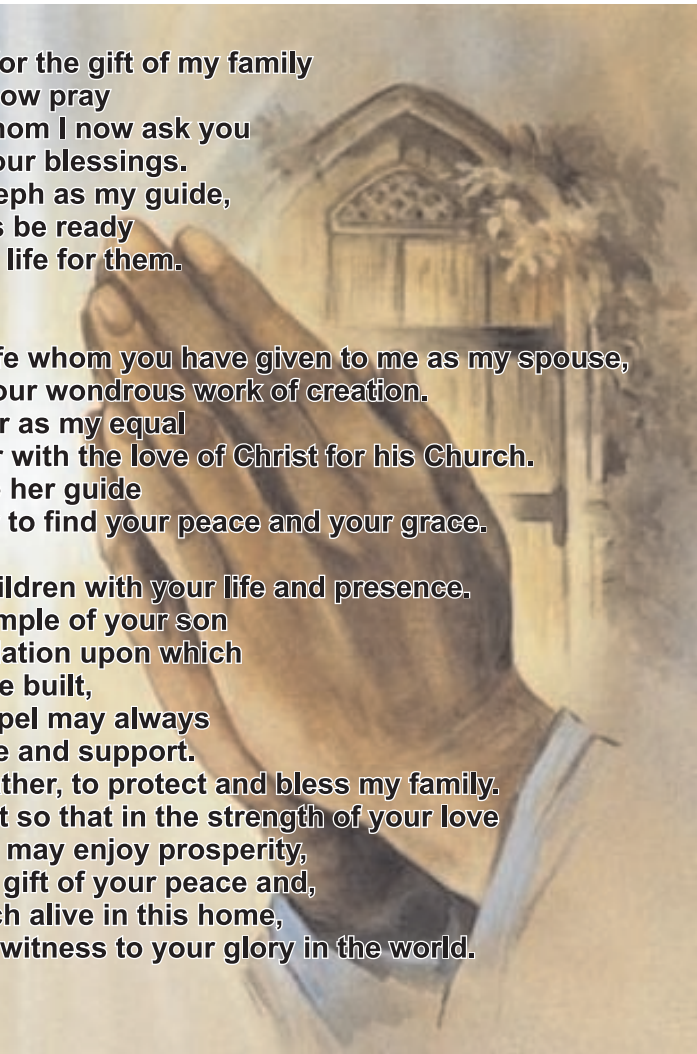 or the gift of my family
ow pray
hom I now ask you
our blessings.
eph as my guide,
s be ready
life for them.
fe whom you have given to me as my spouse,
our wondrous work of creation.
r as my equal
r with the love of Christ for his Church.
e her guide
to find your peace and your grace.
ildren with your life and presence.
mple of your son
ation upon which
e built,
pel may always
e and support.
ther, to protect and bless my family.
t so that in the strength of your love
may enjoy prosperity,
gift of your peace and,
ch alive in this home,
witness to your glory in the world.